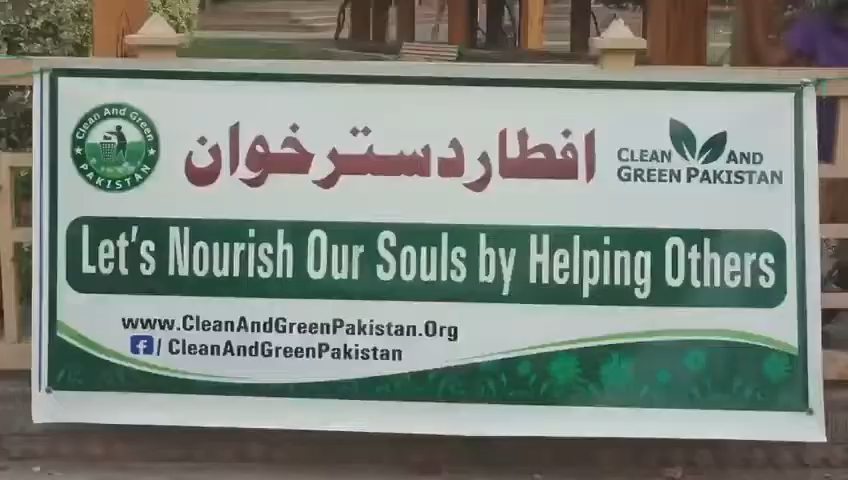 Clean And Green
PAKISTAN
افطار دسترخوان
CLEAN AND
GREEN PAKISTAN
Let's Nourish Our Souls by Helping Others
www.CleanAndGreenPakistan.Org
f/ CleanAndGreenPakistan